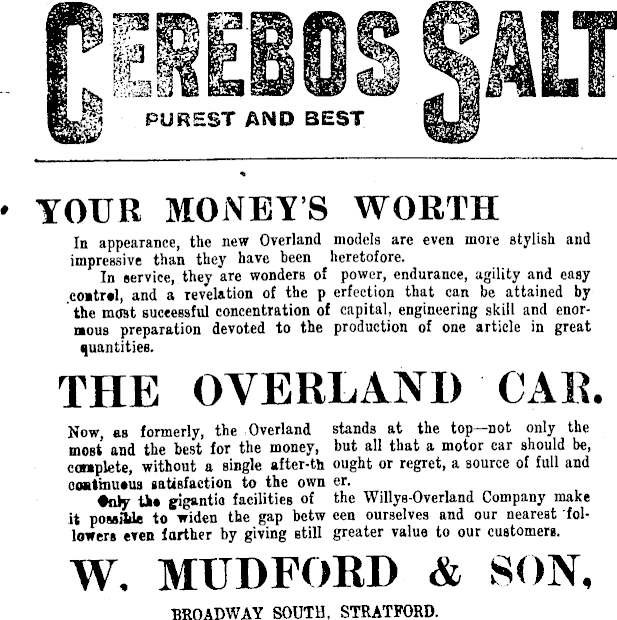 CEREBOS SALT
PUREST AND BEST
YOUR MONEY'S WORTH
In appearance, the new Overland models are even more stylish and
impressive than they have been heretofore.
In service, they are wonders of power, endurance, agility and easy
control, and a revelation of the p erfection that can be attained by
the most successful concentration of capital, engineering skill and enor-
mous preparation devoted to the production of one article in great
quantities.
THE OVERLAND CAR.
Now, as formerly, the Overland stands at the top—not only the
most and the best for the money, but all that a motor car should be,
complete, without a single after-th ought or regret, a source of full and
continuous satisfaction to the own er.
Only the gigantic facilities of the Willys-Overland Company make
it possible to widen the gap betw een ourselves and our nearest fol-
lowers even farther by giving still greater value to our customers.
W. MUDFORD & SON,
BROADWAY SOUTH, STRATFORD.